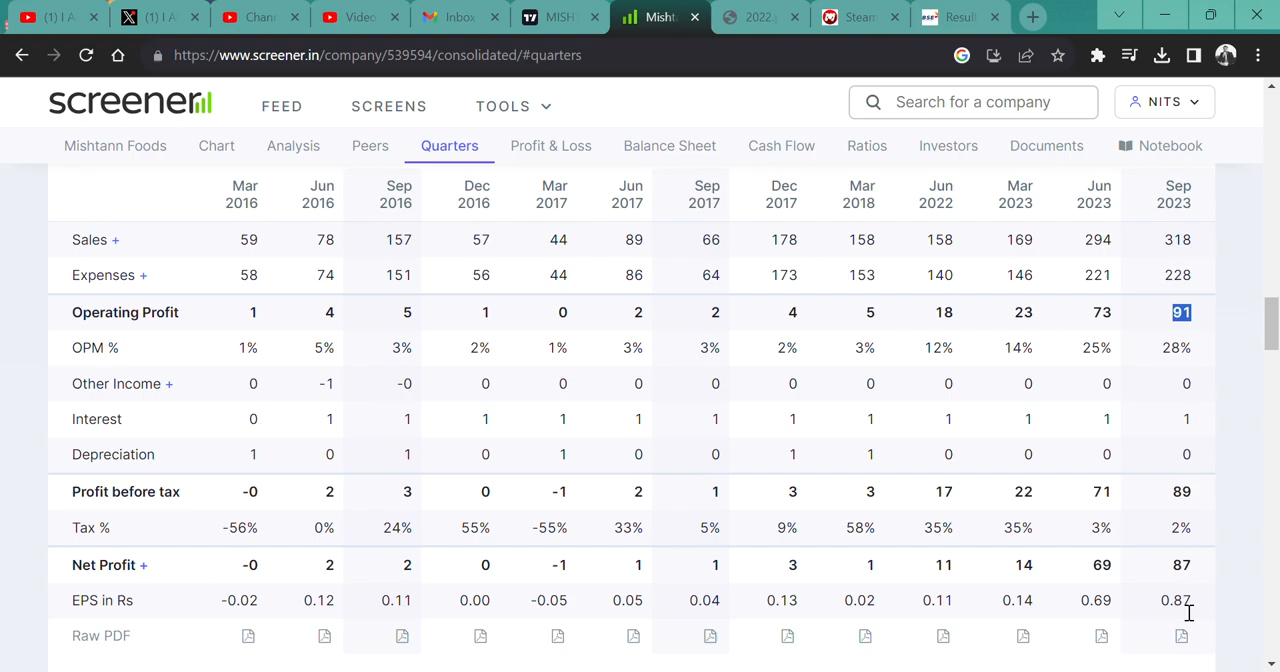 (1) I A
(1) I A
Chann
Video
Inbox
MISH
Mishta
2022.
Steam
BSE Result
https://www.screener.in/company/539594/consolidated/#quarters
screener
FEED SCREENS TOOLS
Search for a company
NITS
Mishtann Foods Chart Analysis Peers Quarters Profit & Loss Balance Sheet Cash Flow Ratios Investors Documents Notebook
Mar 2016 Jun 2016 Sep 2016 Dec 2016 Mar 2017 Jun 2017 Sep 2017 Dec 2017 Mar 2018 Jun 2022 Mar 2023 Jun 2023 Sep 2023
Sales + 59 78 157 57 44 89 66 178 158 158 169 294 318
Expenses + 58 74 151 56 44 86 64 173 153 140 146 221 228
Operating Profit 1 4 5 1 0 2 2 4 5 18 23 73 91
OPM % 1% 5% 3% 2% 1% 3% 3% 2% 3% 12% 14% 25% 28%
Other Income + 0 -1 -0 0 0 0 0 0 0 0 0 0 0
Interest 0 1 1 1 1 1 1 1 1 1 1 1 1
Depreciation 1 0 1 0 1 0 0 1 1 0 0 0 0
Profit before tax -0 2 3 0 -1 2 1 3 3 17 22 71 89
Tax % -56% 0% 24% 55% -55% 33% 5% 9% 58% 35% 35% 3% 2%
Net Profit + -0 2 2 0 -1 1 1 3 1 11 14 69 87
EPS in Rs -0.02 0.12 0.11 0.00 -0.05 0.05 0.04 0.13 0.02 0.11 0.14 0.69 0.87
Raw PDF